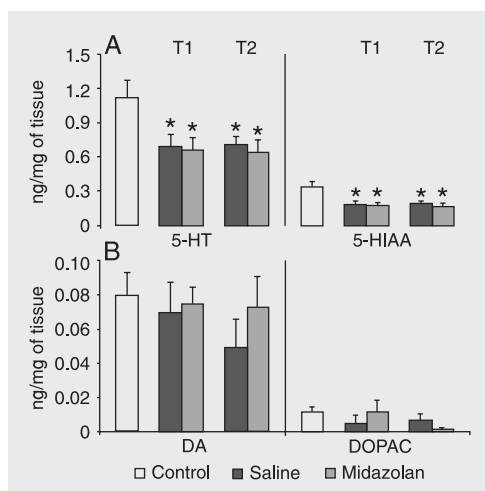 A
T1 T2 T1 T2
1.5
1.2
0.9
0.6
0.3
0
ng/mg of tissue
* * * * * * * *
5-HT 5-HIAA
B
0.10
0.08
0.06
0.04
0.02
0
ng/mg of tissue
DA DOPAC
Control Saline Midazolan